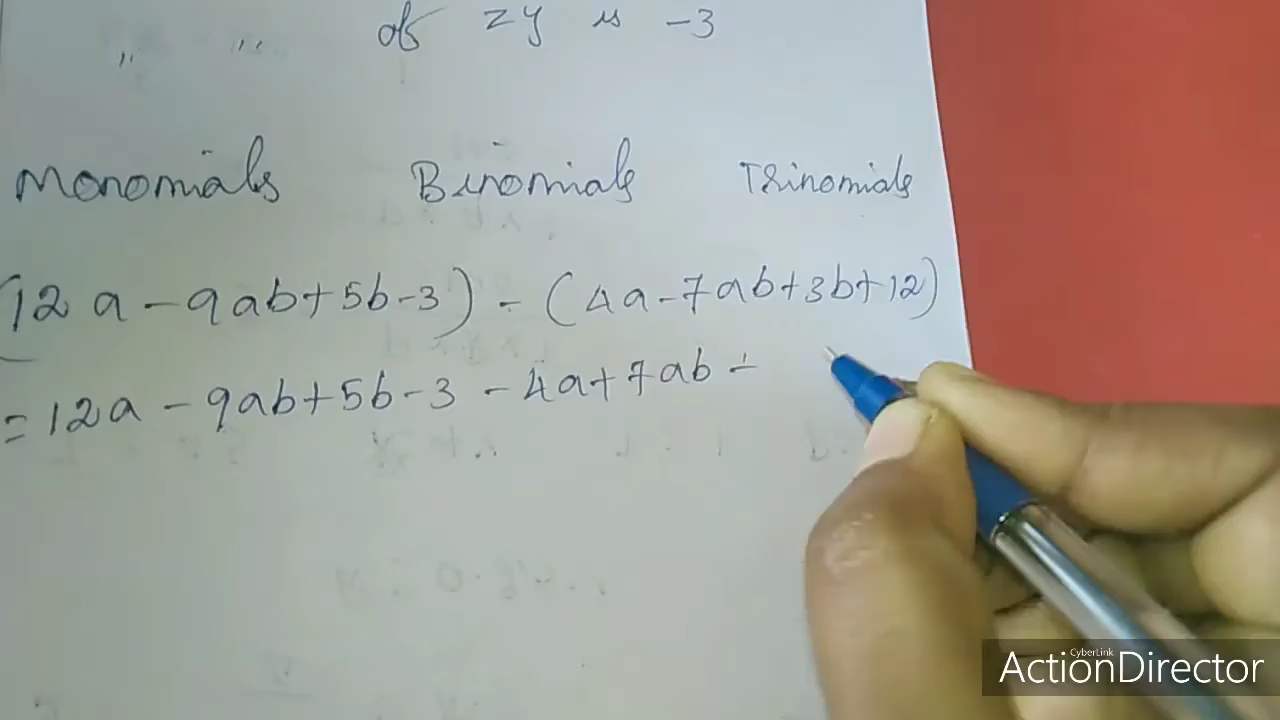 ,, ,, of zy is -3
Monomials Binomials Trinomials
(12a - 9ab + 5b - 3) - (4a - 7ab + 3b + 12)
= 12a - 9ab + 5b - 3 - 4a + 7ab -
CyberLink
ActionDirector